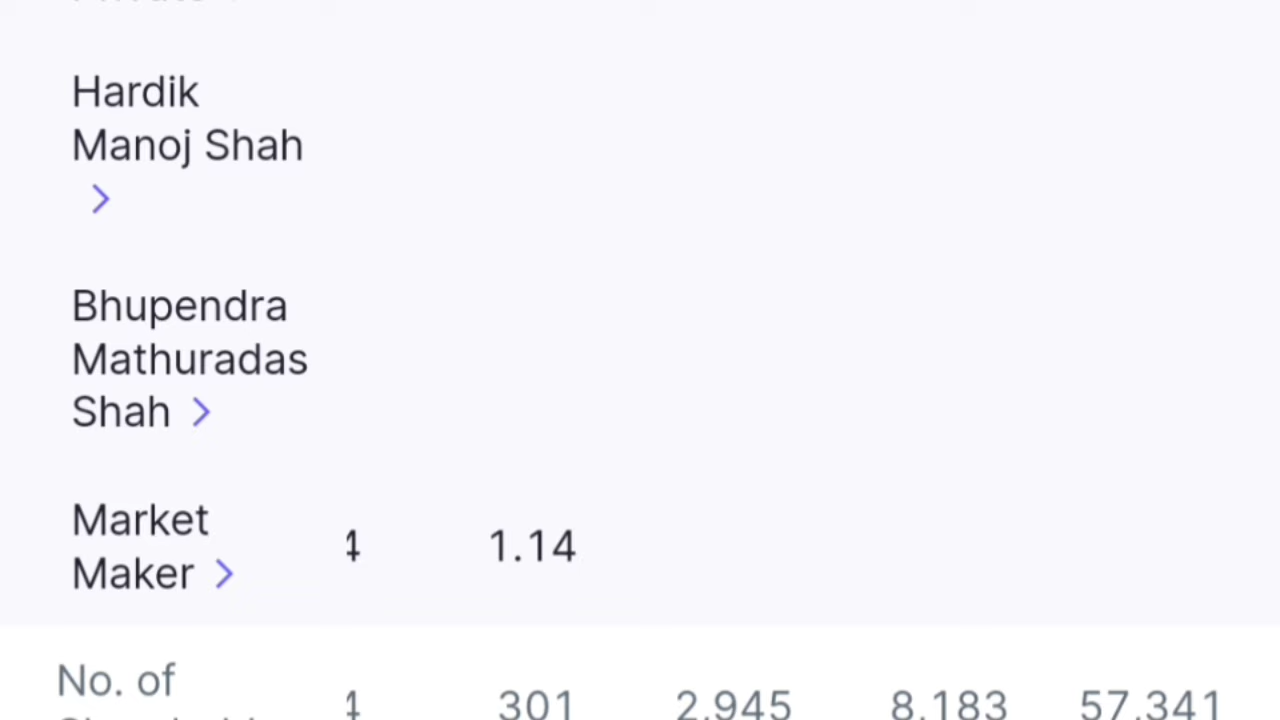 Hardik
Manoj Shah
Bhupendra
Mathuradas
Shah
Market
Maker
4 1.14
No. of
301 2,945 8,183 57,341